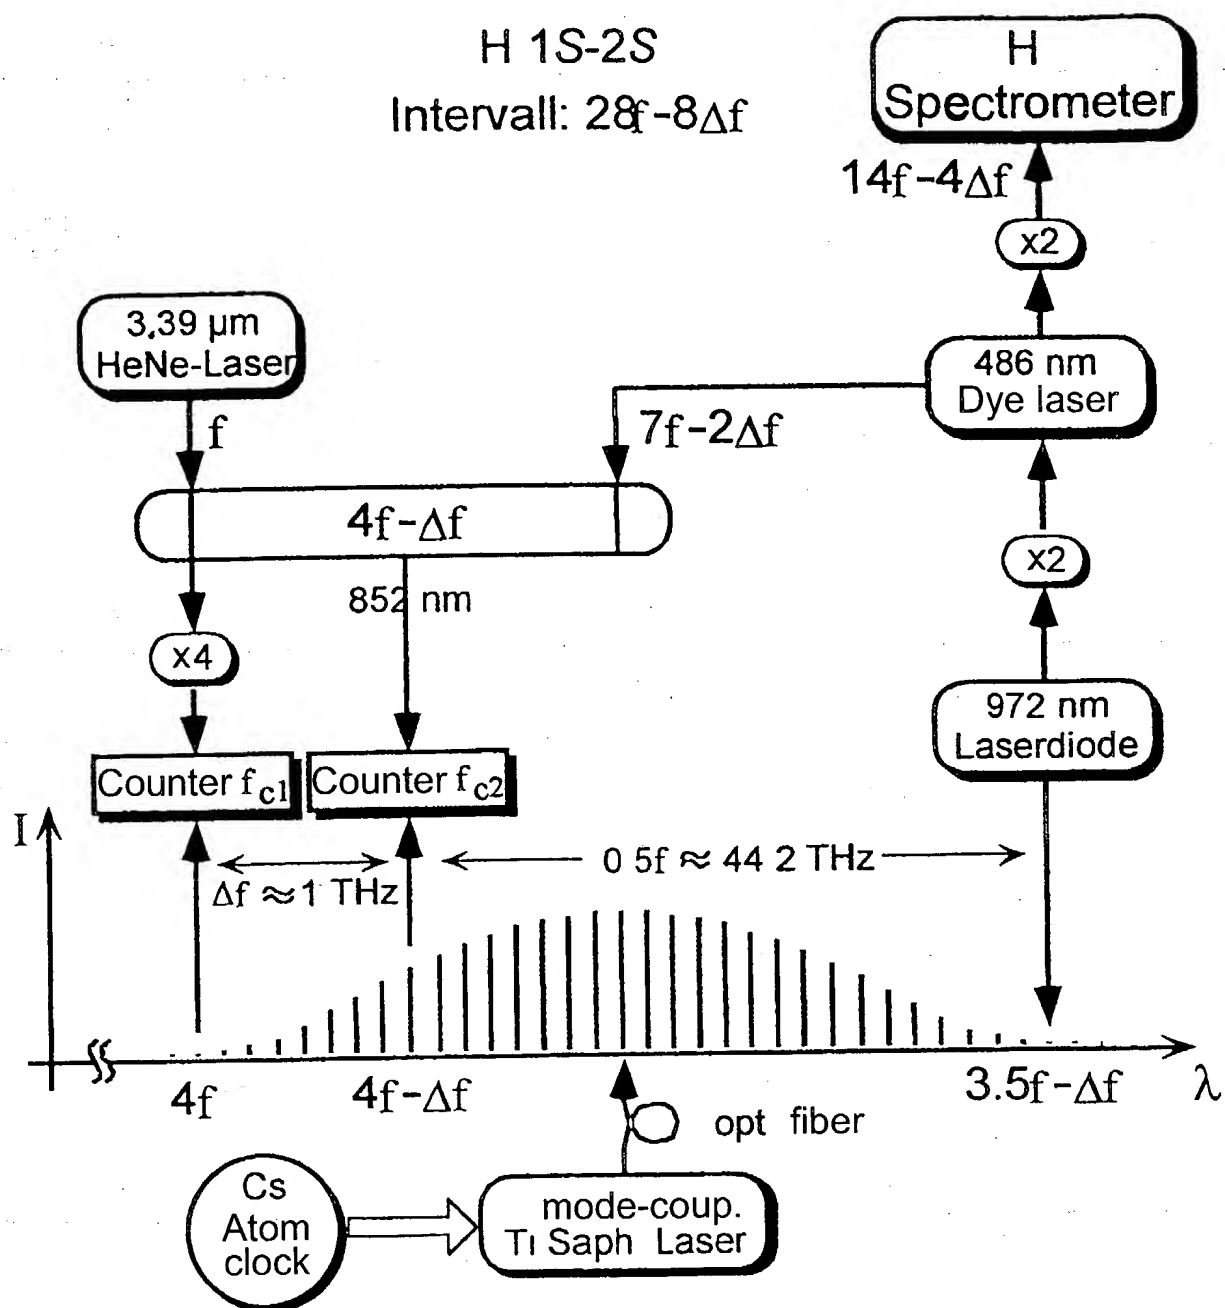 H 1S-2S
Intervall: 28f-8Δf
H
Spectrometer
14f-4Δf
x2
3,39 µm
HeNe-Laser
486 nm
Dye laser
f
7f-2Δf
4f-Δf
x2
852 nm
x4
972 nm
Laserdiode
Counter fc1
Counter fc2
I
Δf ≈ 1 THz
0 5f ≈ 44 2 THz
4f
4f-Δf
3.5f-Δf
λ
opt fiber
Cs
Atom
clock
mode-coup.
Ti Saph Laser